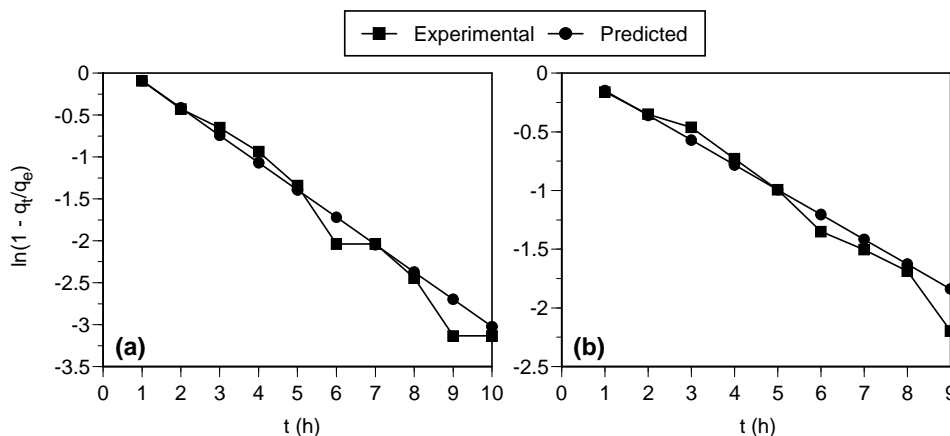 Experimental Predicted
ln(1 - qt/qe)
0
-0.5
-1
-1.5
-2
-2.5
-3
-3.5
(a)
0 1 2 3 4 5 6 7 8 9 10
t (h)
0
-0.5
-1
-1.5
-2
-2.5
(b)
0 1 2 3 4 5 6 7 8 9
t (h)